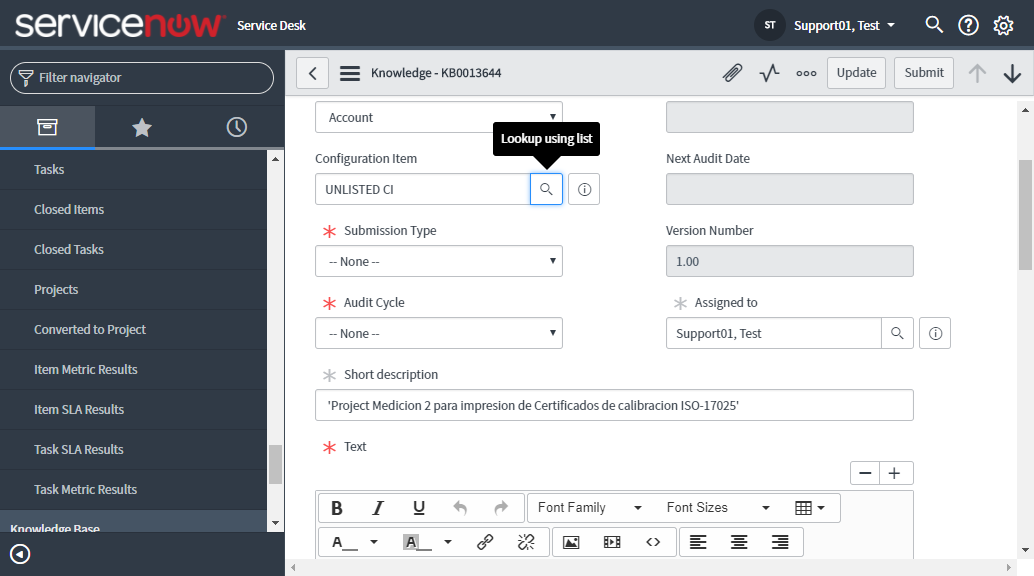 servicenow Service Desk
ST Support01, Test
Filter navigator
Knowledge - KB0013644
Update
Submit
Tasks
Closed Items
Closed Tasks
Projects
Converted to Project
Item Metric Results
Item SLA Results
Task SLA Results
Task Metric Results
Knowledge Base
Account
Lookup using list
Configuration Item
Next Audit Date
UNLISTED CI
Submission Type
Version Number
-- None --
1.00
Audit Cycle
Assigned to
-- None --
Support01, Test
Short description
'Project Medicion 2 para impresion de Certificados de calibracion ISO-17025'
Text
B I U Font Family Font Sizes
A A